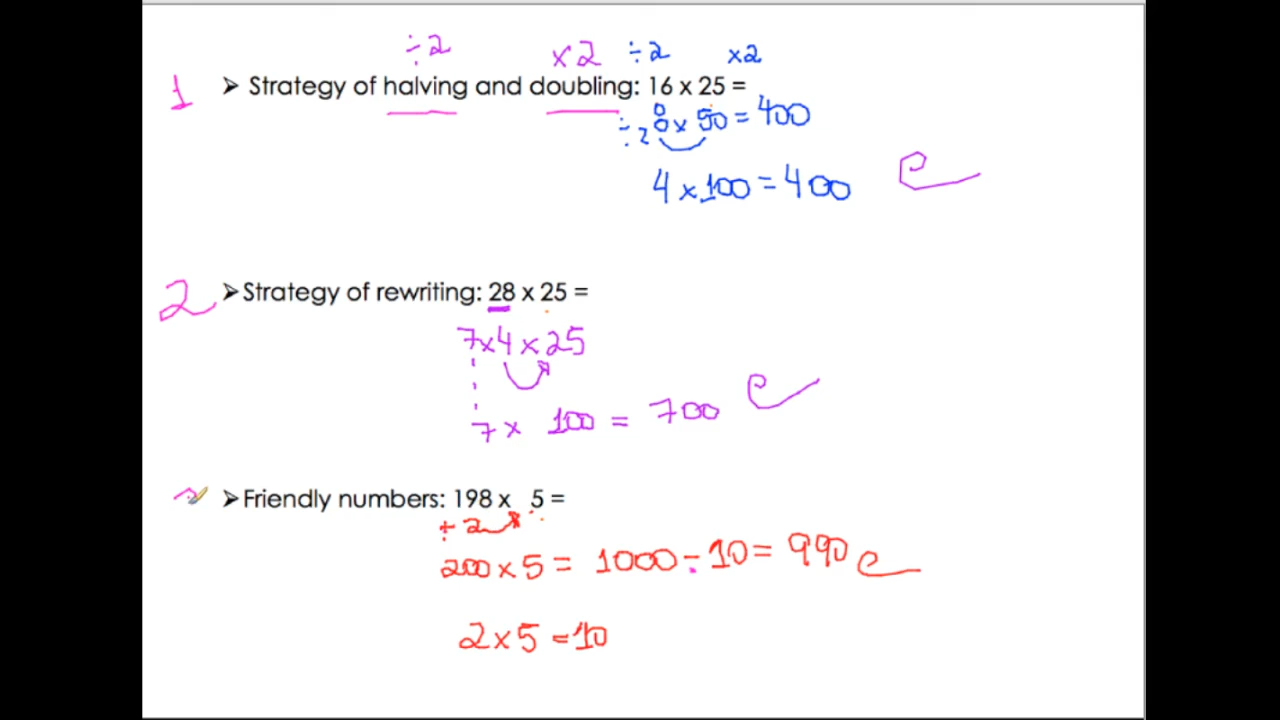 ÷2 ×2 ÷2 ×2
1 ➢ Strategy of halving and doubling: 16 x 25 =
÷2 8 × 50 = 400
4 × 100 = 400
2 ➢ Strategy of rewriting: 28 x 25 =
7 × 4 × 25
7 × 100 = 700
➢ Friendly numbers: 198 x 5 =
+2
200 × 5 = 1000 - 10 = 990
2 × 5 = 10